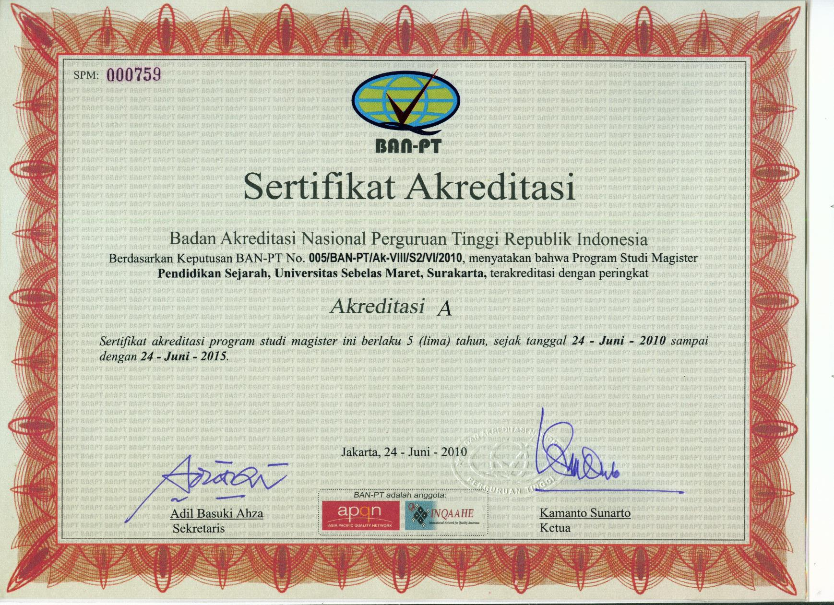 SPM: 000759
BAN-PT
Sertifikat Akreditasi
Badan Akreditasi Nasional Perguruan Tinggi Republik Indonesia
Berdasarkan Keputusan BAN-PT No. 005/BAN-PT/Ak-VIII/S2/VI/2010, menyatakan bahwa Program Studi Magister
Pendidikan Sejarah, Universitas Sebelas Maret, Surakarta, terakreditasi dengan peringkat
Akreditasi A
Sertifikat akreditasi program studi magister ini berlaku 5 (lima) tahun, sejak tanggal 24 - Juni - 2010 sampai
dengan 24 - Juni - 2015.
Jakarta, 24 - Juni - 2010
BAN-PT adalah anggota:
apqn
ASIA PACIFIC QUALITY NETWORK
INQAAHE
Adil Basuki Ahza
Sekretaris
Kamanto Sunarto
Ketua